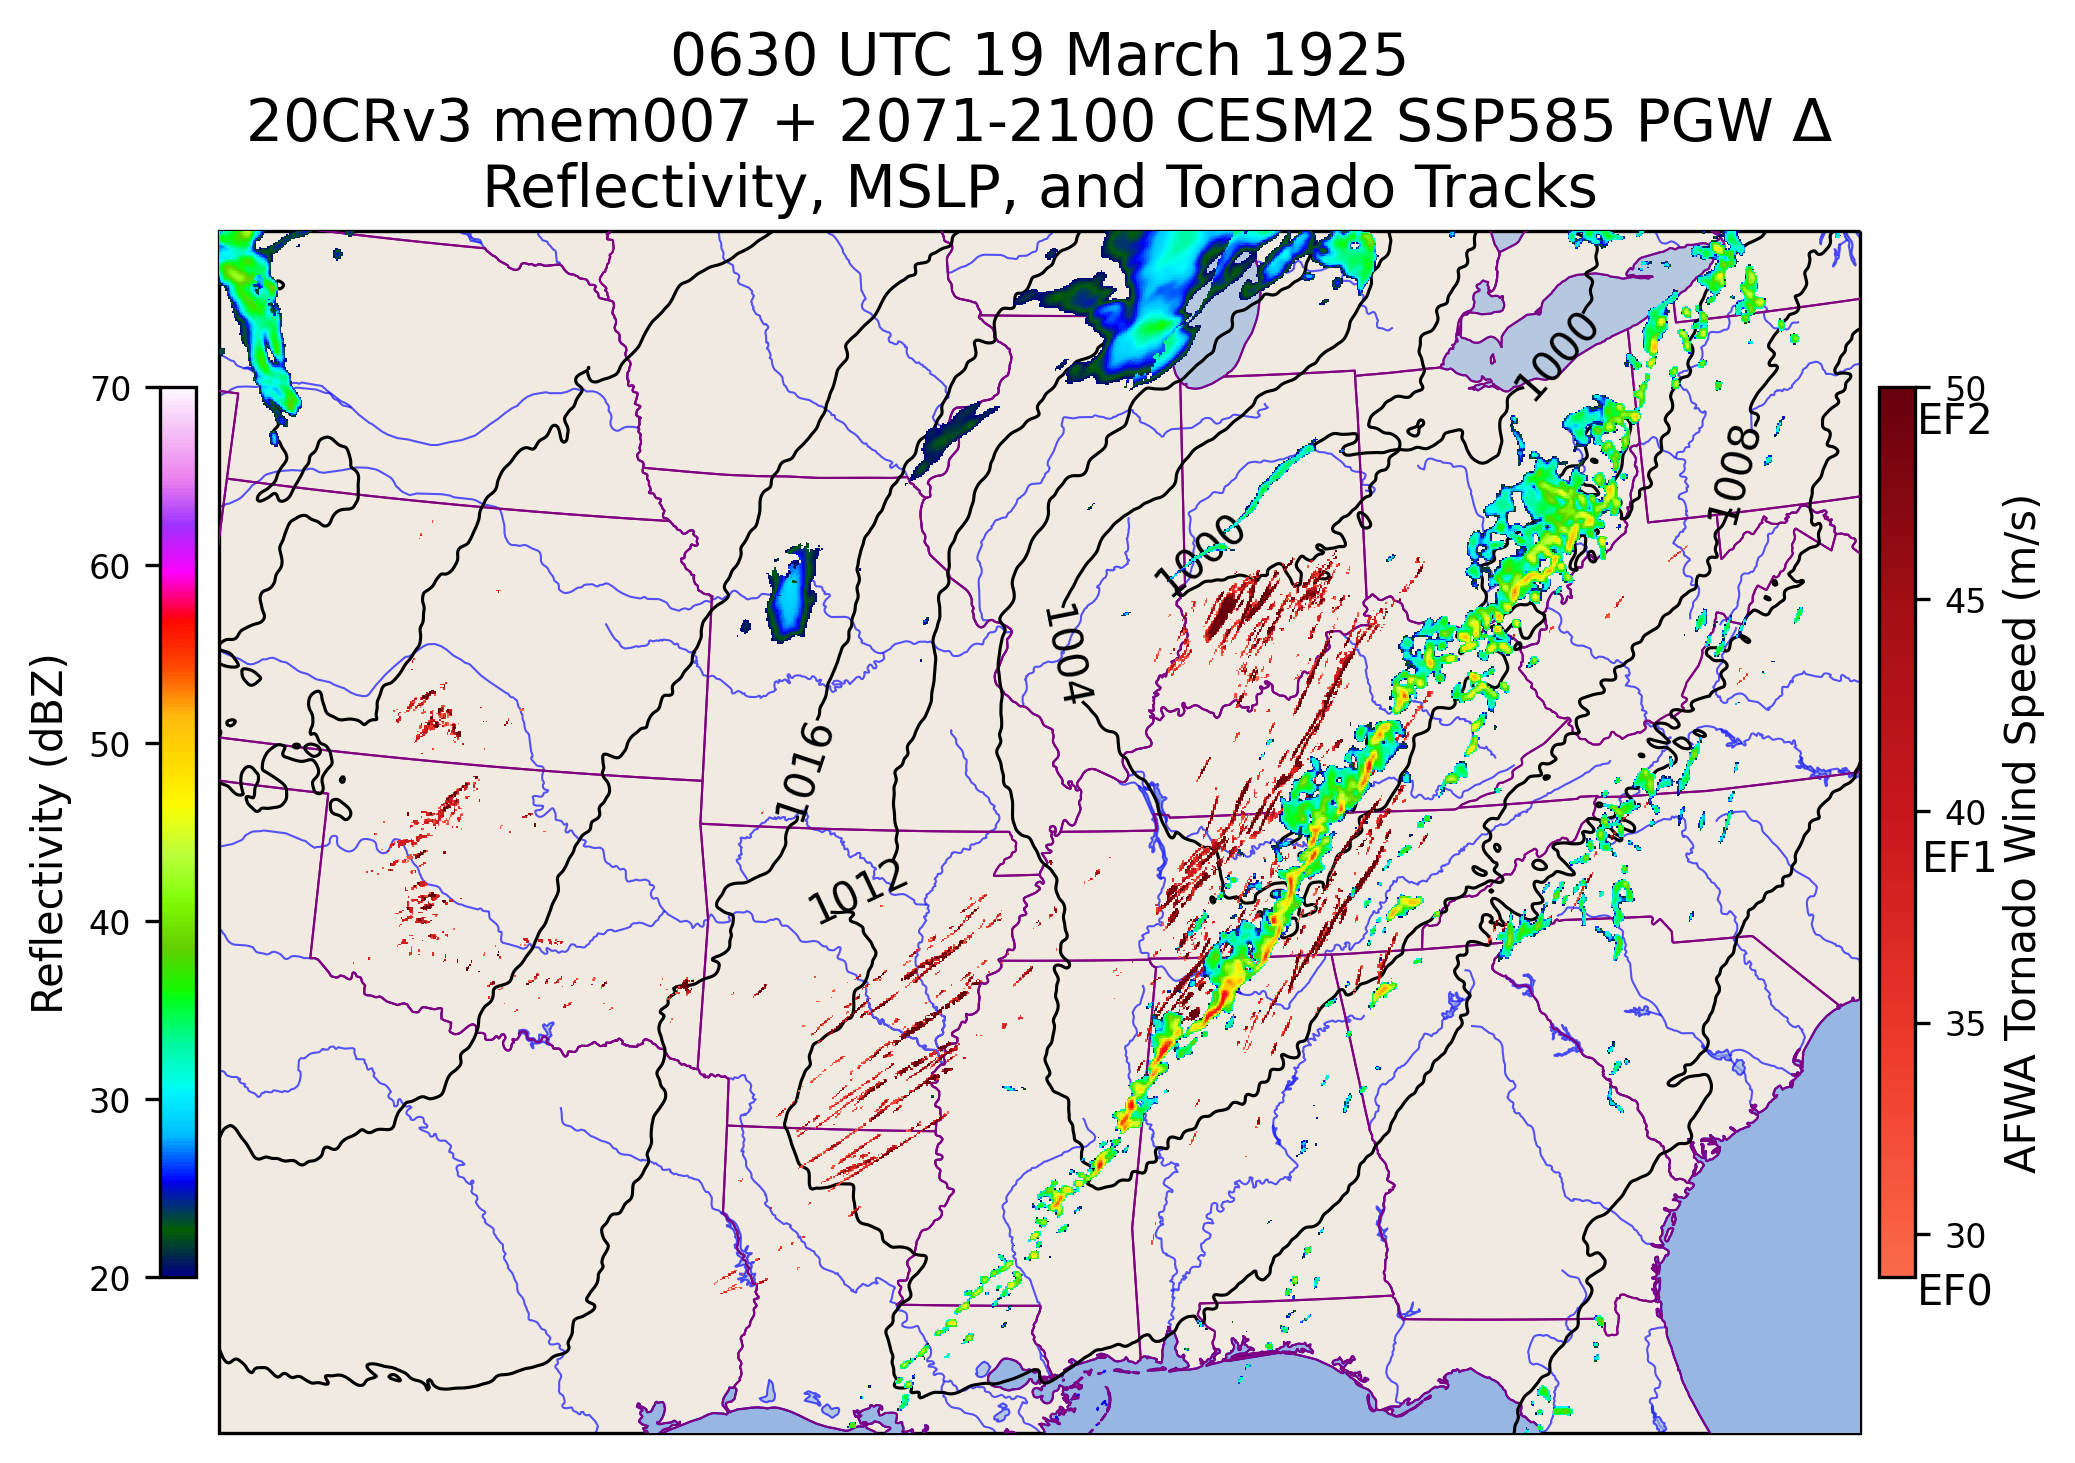 0630 UTC 19 March 1925
20CRv3 mem007 + 2071-2100 CESM2 SSP585 PGW Δ
Reflectivity, MSLP, and Tornado Tracks
Reflectivity (dBZ)
70
60
50
40
30
20
1000
1008
1000
1004
1016
1012
50
EF2
45
40
EF1
35
30
EF0
AFWA Tornado Wind Speed (m/s)